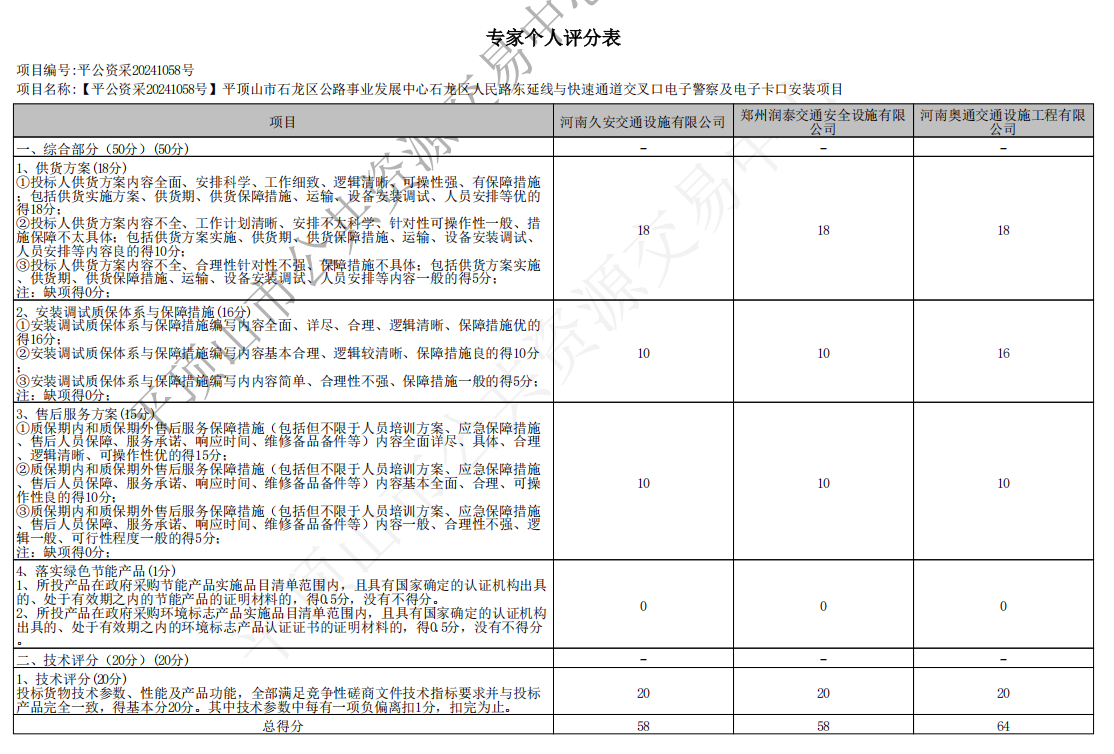 专家个人评分表
项目编号:平公资采20241058号
项目名称:【平公资采20241058号】平顶山市石龙区公路事业发展中心石龙区人民路东延线与快速通道交叉口电子警察及电子卡口安装项目
项目
河南久安交通设施有限公司
郑州润泰交通安全设施有限
公司
河南奥通交通设施工程有限
公司
一、综合部分（50分）(50分)
-
-
-
1、供货方案(18分)
①投标人供货方案内容全面、安排科学、工作细致、逻辑清晰、可操性强、有保障措施
；包括供货实施方案、供货期、供货保障措施、运输、设备安装调试、人员安排等优的
得18分；
②投标人供货方案内容不全、工作计划清晰、安排不太科学、针对性可操作性一般、措
施保障不太具体；包括供货方案实施、供货期、供货保障措施、运输、设备安装调试、
人员安排等内容良的得10分；
③投标人供货方案内容不全、合理性针对性不强、保障措施不具体；包括供货方案实施
、供货期、供货保障措施、运输、设备安装调试、人员安排等内容一般的得5分；
注：缺项得0分；
18
18
18
2、安装调试质保体系与保障措施(16分)
①安装调试质保体系与保障措施编写内容全面、详尽、合理、逻辑清晰、保障措施优的
得16分；
②安装调试质保体系与保障措施编写内容基本合理、逻辑较清晰、保障措施良的得10分
；
③安装调试质保体系与保障措施编写内内容简单、合理性不强、保障措施一般的得5分；
注：缺项得0分；
10
10
16
3、售后服务方案(15分)
①质保期内和质保期外售后服务保障措施（包括但不限于人员培训方案、应急保障措施
、售后人员保障、服务承诺、响应时间、维修备品备件等）内容全面详尽、具体、合理
、逻辑清晰、可操作性优的得15分；
②质保期内和质保期外售后服务保障措施（包括但不限于人员培训方案、应急保障措施
、售后人员保障、服务承诺、响应时间、维修备品备件等）内容基本全面、合理、可操
作性良的得10分；
③质保期内和质保期外售后服务保障措施（包括但不限于人员培训方案、应急保障措施
、售后人员保障、服务承诺、响应时间、维修备品备件等）内容一般、合理性不强、逻
辑一般、可行性程度一般的得5分；
注：缺项得0分；
10
10
10
4、落实绿色节能产品(1分)
1、所投产品在政府采购节能产品实施品目清单范围内，且具有国家确定的认证机构出具
的、处于有效期之内的节能产品的证明材料的，得0.5分，没有不得分。
2、所投产品在政府采购环境标志产品实施品目清单范围内，且具有国家确定的认证机构
出具的、处于有效期之内的环境标志产品认证证书的证明材料的，得0.5分，没有不得分
。
0
0
0
二、技术评分（20分）(20分)
-
-
-
1、技术评分(20分)
投标货物技术参数、性能及产品功能，全部满足竞争性磋商文件技术指标要求并与投标
产品完全一致，得基本分20分。其中技术参数中每有一项负偏离扣1分，扣完为止。
20
20
20
总得分
58
58
64
平顶山市公共资源交易中心
平顶山市公共资源交易中